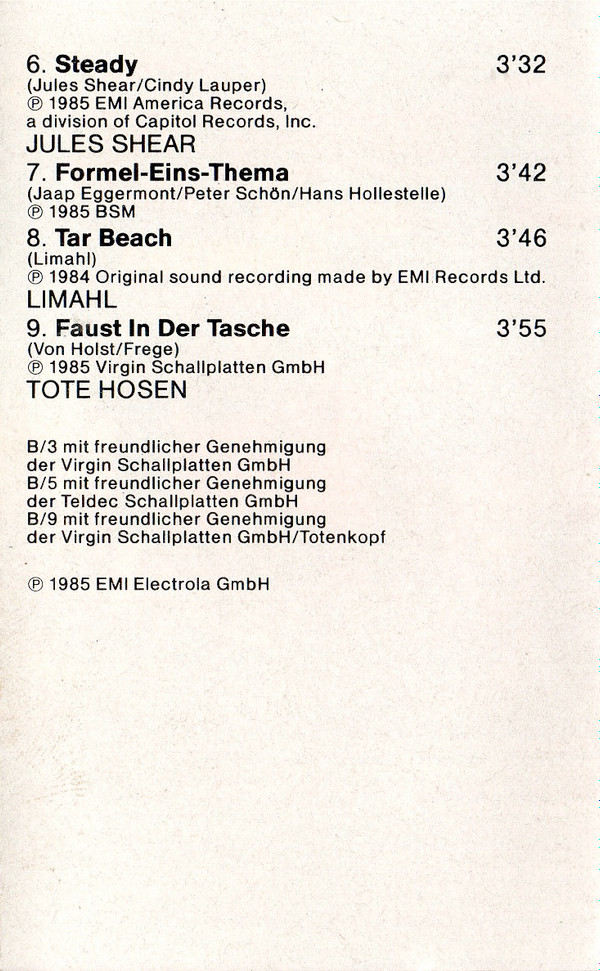 6. Steady 3'32
(Jules Shear/Cindy Lauper)
℗ 1985 EMI America Records,
a division of Capitol Records, Inc.
JULES SHEAR
7. Formel-Eins-Thema 3'42
(Jaap Eggermont/Peter Schön/Hans Hollestelle)
℗ 1985 BSM
8. Tar Beach 3'46
(Limahl)
℗ 1984 Original sound recording made by EMI Records Ltd.
LIMAHL
9. Faust In Der Tasche 3'55
(Von Holst/Frege)
℗ 1985 Virgin Schallplatten GmbH
TOTE HOSEN
B/3 mit freundlicher Genehmigung
der Virgin Schallplatten GmbH
B/5 mit freundlicher Genehmigung
der Teldec Schallplatten GmbH
B/9 mit freundlicher Genehmigung
der Virgin Schallplatten GmbH/Totenkopf
℗ 1985 EMI Electrola GmbH